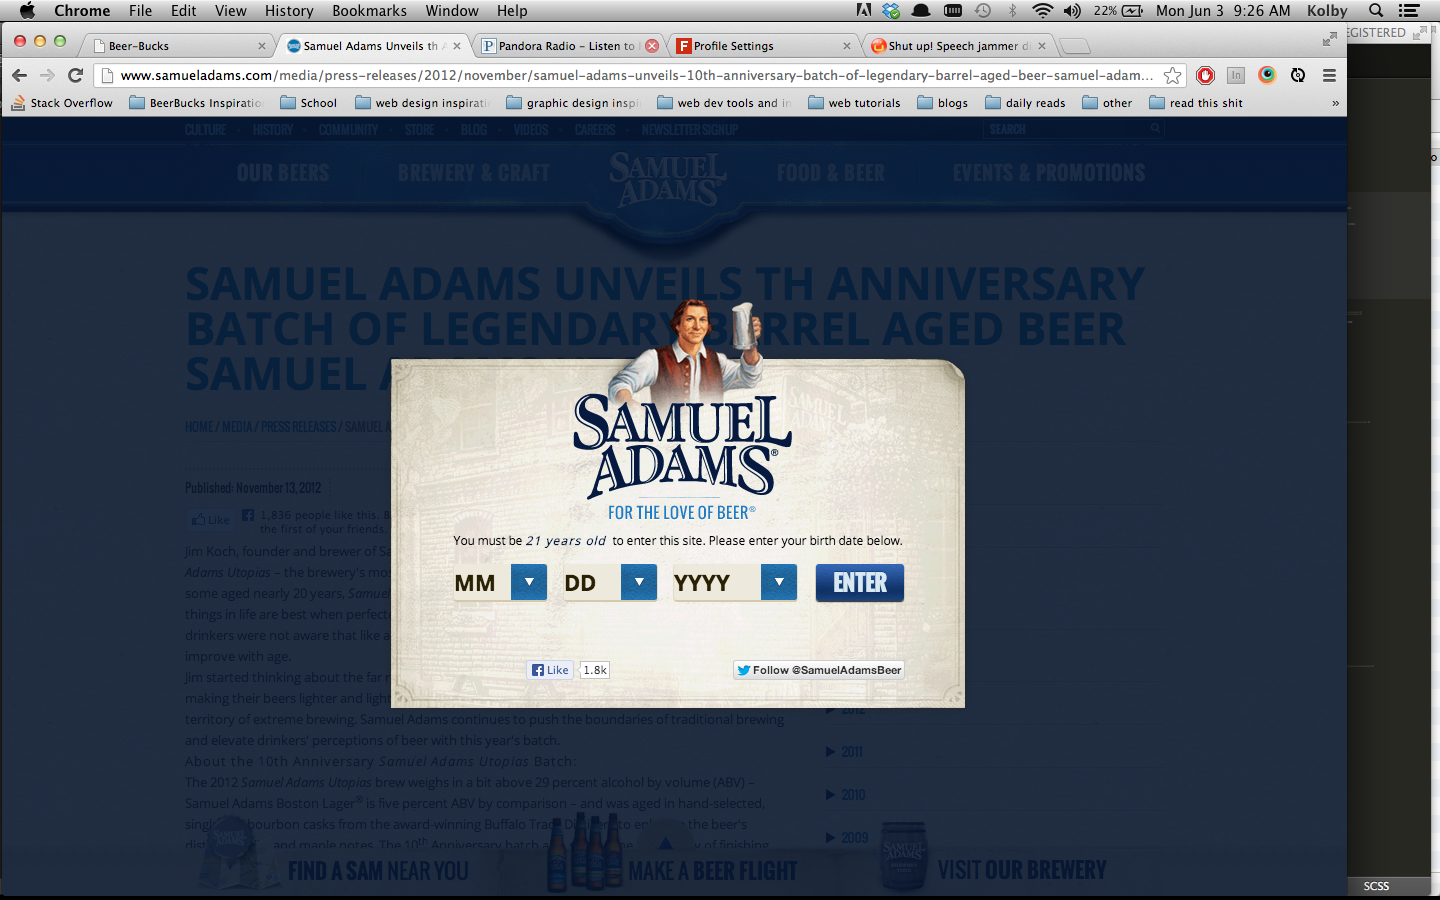 Chrome File Edit View History Bookmarks Window Help 22% Mon Jun 3 9:26 AM Kolby
Beer-Bucks Samuel Adams Unveils th Pandora Radio – Listen to Profile Settings Shut up! Speech jammer d
EGISTERED
www.samueladams.com/media/press-releases/2012/november/samuel-adams-unveils-10th-anniversary-batch-of-legendary-barrel-aged-beer-samuel-adam...
Stack Overflow BeerBucks Inspiratio School web design inspirati graphic design inspi web dev tools and in web tutorials blogs daily reads other read this shit »
CULTURE HISTORY COMMUNITY STORE BLOG VIDEOS CAREERS NEWSLETTER SIGNUP SEARCH
OUR BEERS BREWERY & CRAFT SAMUEL ADAMS® FOOD & BEER EVENTS & PROMOTIONS
SAMUEL ADAMS UNVEILS TH ANNIVERSARY
BATCH OF LEGENDARY BARREL AGED BEER
SAMUEL A
HOME / MEDIA / PRESS RELEASES / SAMUEL A
Published: November 13, 2012
Like 1,836 people like this. B
the first of your friends.
Jim Koch, founder and brewer of Sa
Adams Utopias – the brewery's mos
some aged nearly 20 years, Samuel
things in life are best when perfecte
drinkers were not aware that like a
improve with age.
Jim started thinking about the far r
making their beers lighter and light
territory of extreme brewing. Samuel Adams continues to push the boundaries of traditional brewing
and elevate drinkers' perceptions of beer with this year's batch.
About the 10th Anniversary Samuel Adams Utopias Batch:
The 2012 Samuel Adams Utopias brew weighs in a bit above 29 percent alcohol by volume (ABV) –
Samuel Adams Boston Lager® is five percent ABV by comparison – and was aged in hand-selected,
bourbon casks from the award-winning Buffalo Trace the beer's
and maple notes. The 10th Anniversary batch of finishing
SAMUEL
ADAMS®
FOR THE LOVE OF BEER®
You must be 21 years old to enter this site. Please enter your birth date below.
MM DD YYYY ENTER
Like 1.8k Follow @SamuelAdamsBeer
2012
2011
2010
2009
FIND A SAM NEAR YOU MAKE A BEER FLIGHT SAMUEL ADAMS VISIT OUR BREWERY
SCSS